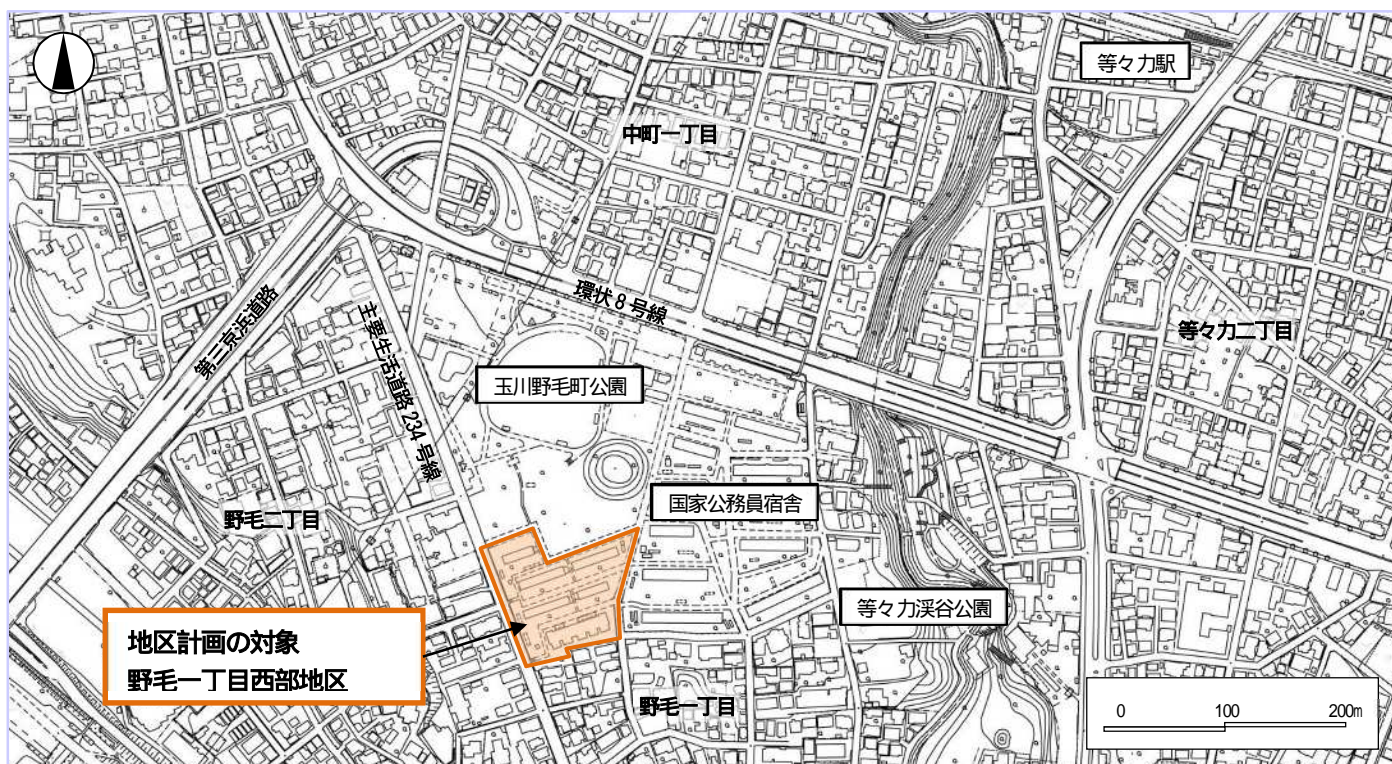 等々力駅
中町一丁目
環状8号線
第三京浜道路
主要生活道路234号線
等々力二丁目
玉川野毛町公園
国家公務員宿舎
野毛二丁目
等々力渓谷公園
地区計画の対象
野毛一丁目西部地区
野毛一丁目
0 100 200m